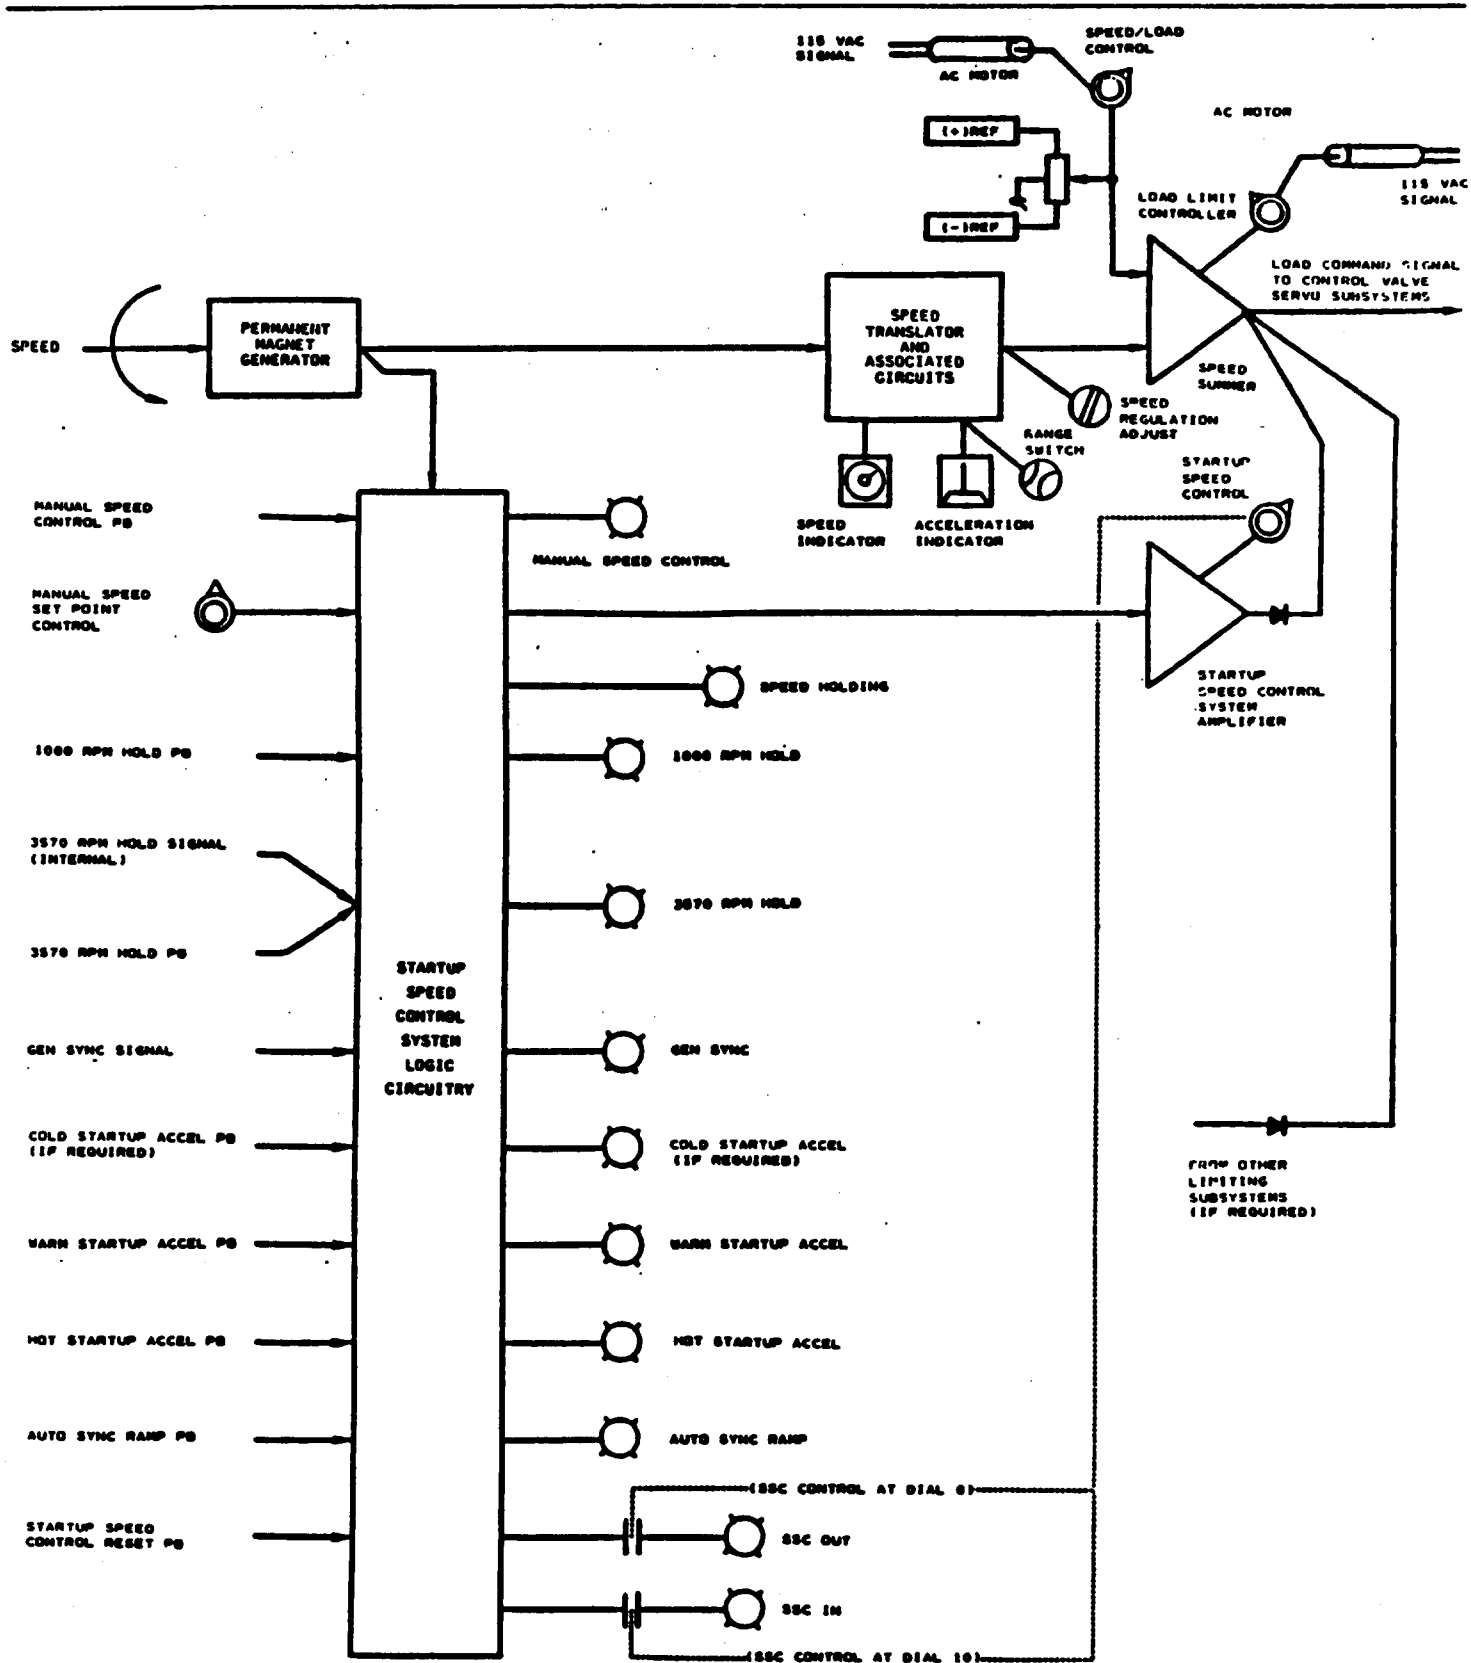 115 VAC
SIGNAL
AC MOTOR
SPEED/LOAD
CONTROL
AC MOTOR
(+)REF
(-)REF
115 VAC
SIGNAL
LOAD LIMIT
CONTROLLER
LOAD COMMAND SIGNAL
TO CONTROL VALVE
SERVO SUBSYSTEMS
SPEED
PERMANENT
MAGNET
GENERATOR
SPEED
TRANSLATOR
AND
ASSOCIATED
CIRCUITS
SPEED
SUMMER
SPEED
REGULATION
ADJUST
RANGE
SWITCH
SPEED
INDICATOR
ACCELERATION
INDICATOR
STARTUP
SPEED
CONTROL
MANUAL SPEED
CONTROL PB
MANUAL SPEED CONTROL
MANUAL SPEED
SET POINT
CONTROL
STARTUP
SPEED CONTROL
SYSTEM
AMPLIFIER
SPEED HOLDING
1000 RPM HOLD PB
1000 RPM HOLD
3570 RPM HOLD SIGNAL
(INTERNAL)
3570 RPM HOLD
3570 RPM HOLD PB
STARTUP
SPEED
CONTROL
SYSTEM
LOGIC
CIRCUITRY
GEN SYNC SIGNAL
GEN SYNC
COLD STARTUP ACCEL PB
(IF REQUIRED)
COLD STARTUP ACCEL
(IF REQUIRED)
FROM OTHER
LIMITING
SUBSYSTEMS
(IF REQUIRED)
WARM STARTUP ACCEL PB
WARM STARTUP ACCEL
HOT STARTUP ACCEL PB
HOT STARTUP ACCEL
AUTO SYNC RAMP PB
AUTO SYNC RAMP
(SSC CONTROL AT DIAL 0)
STARTUP SPEED
CONTROL RESET PB
SSC OUT
SSC IN
(SSC CONTROL AT DIAL 10)